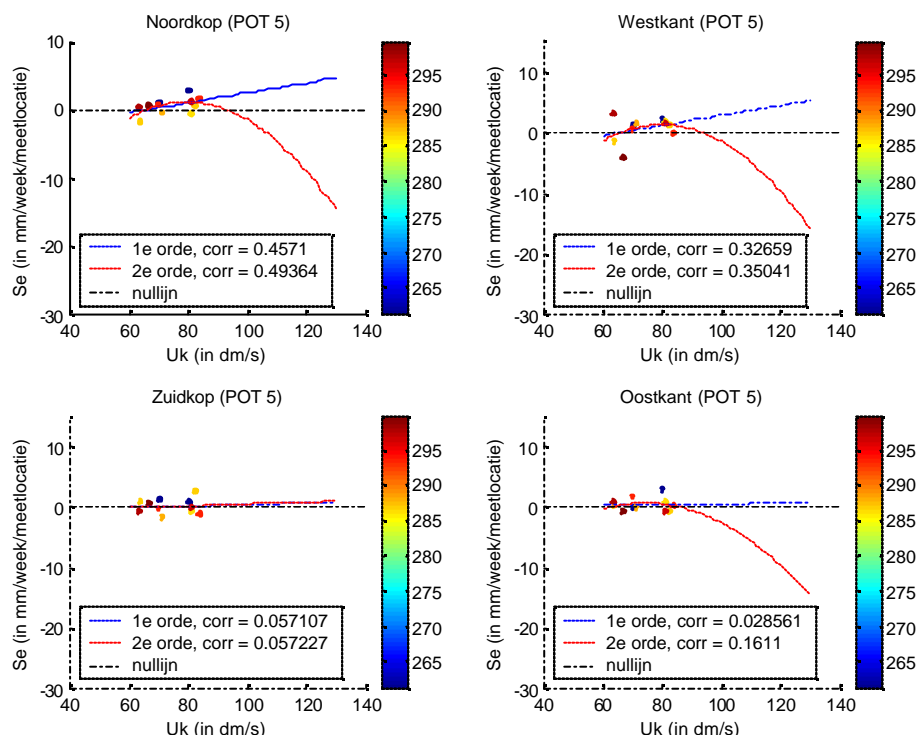 Noordkop (POT 5)
Se (in mm/week/meetlocatie)
10
0
-10
-20
-30
1e orde, corr = 0.4571
2e orde, corr = 0.49364
nullijn
40 60 80 100 120 140
Uk (in dm/s)
295
290
285
280
275
270
265
Westkant (POT 5)
Se (in mm/week/meetlocatie)
10
0
-10
-20
-30
1e orde, corr = 0.32659
2e orde, corr = 0.35041
nullijn
40 60 80 100 120 140
Uk (in dm/s)
295
290
285
280
275
270
265
Zuidkop (POT 5)
Se (in mm/week/meetlocatie)
10
0
-10
-20
-30
1e orde, corr = 0.057107
2e orde, corr = 0.057227
nullijn
40 60 80 100 120 140
Uk (in dm/s)
295
290
285
280
275
270
265
Oostkant (POT 5)
Se (in mm/week/meetlocatie)
10
0
-10
-20
-30
1e orde, corr = 0.028561
2e orde, corr = 0.1611
nullijn
40 60 80 100 120 140
Uk (in dm/s)
295
290
285
280
275
270
265